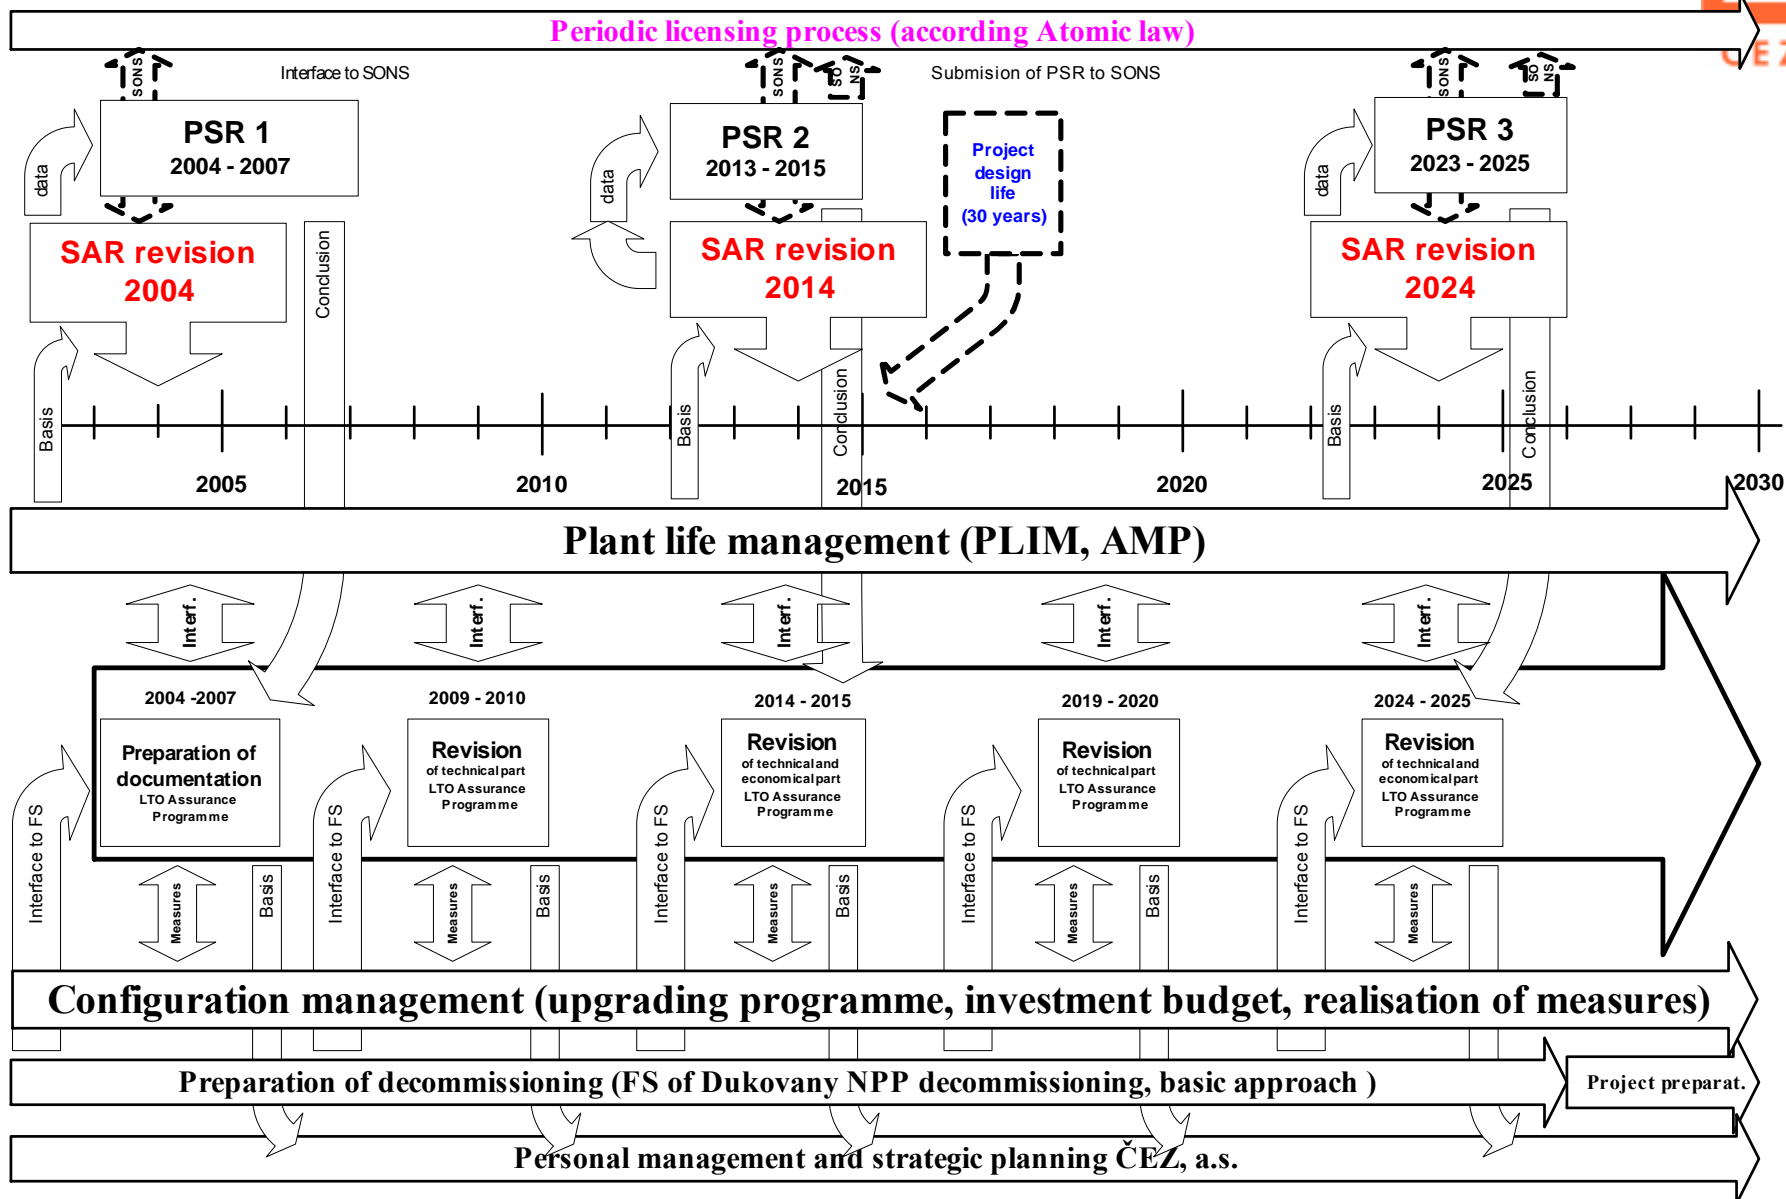 Periodic licensing process (according Atomic law)
CEZ
SONS
Interface to SONS
SONS
SO
NS
Submision of PSR to SONS
SONS
SO
NS
PSR 1
2004 - 2007
PSR 2
2013 - 2015
PSR 3
2023 - 2025
Project
design
life
(30 years)
data
data
data
SAR revision
2004
SAR revision
2014
SAR revision
2024
Conclusion
Conclusion
Conclusion
Basis
Basis
Basis
2005
2010
2015
2020
2025
2030
Plant life management (PLIM, AMP)
Interf.
Interf.
Interf.
Interf.
Interf.
2004 -2007
2009 - 2010
2014 - 2015
2019 - 2020
2024 - 2025
Preparation of
documentation
LTO Assurance
Programme
Revision
of technical part
LTO Assurance
Programme
Revision
of technical and
economical part
LTO Assurance
Programme
Revision
of technical part
LTO Assurance
Programme
Revision
of technical and
economical part
LTO Assurance
Programme
Interface to FS
Interface to FS
Interface to FS
Interface to FS
Interface to FS
Measures
Basis
Measures
Basis
Measures
Basis
Measures
Basis
Measures
Configuration management (upgrading programme, investment budget, realisation of measures)
Preparation of decommissioning (FS of Dukovany NPP decommissioning, basic approach )
Project preparat.
Personal management and strategic planning ČEZ, a.s.